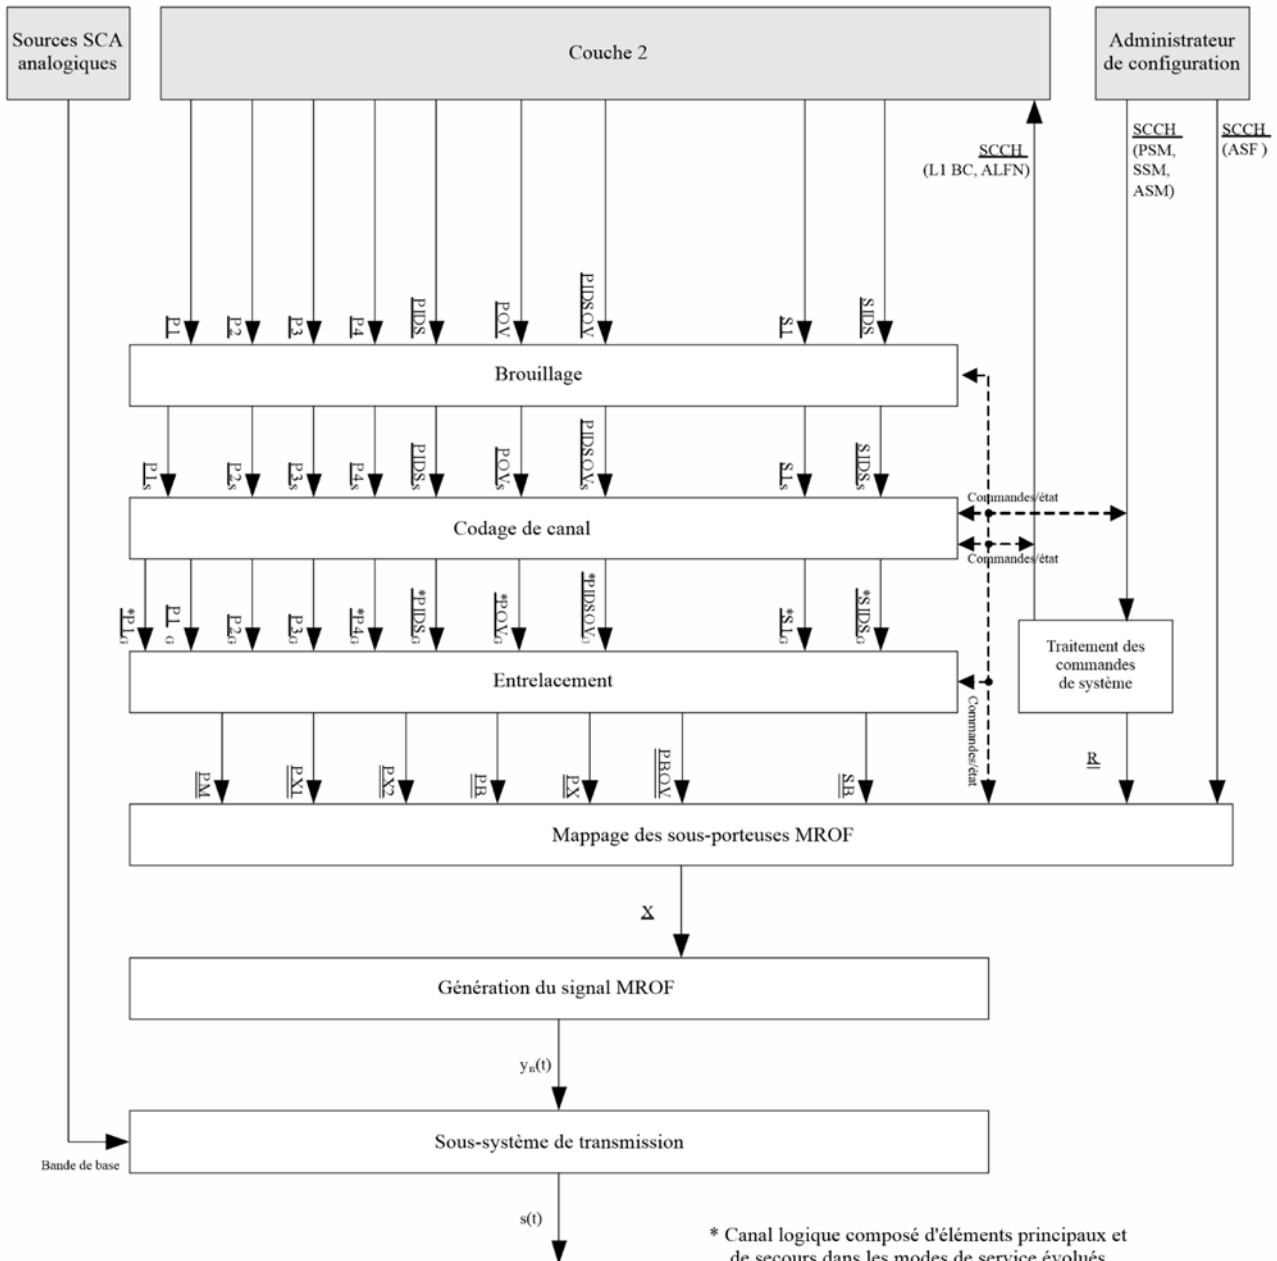 Sources SCA
analogiques
Couche 2
Administrateur
de configuration
SCCH
(L1 BC, ALFN)
SCCH
(PSM,
SSM,
ASM)
SCCH
(ASF )
P1
P2
P3
P4
PIDS
POV
PIDSOV
S1
SIDS
Brouillage
P1s
P2s
P3s
P4s
PIDSs
POVs
PIDSOVs
S1s
SIDSs
Commandes/état
Codage de canal
Commandes/état
*P1G
P1G
P2G
P3G
*P4G
*PIDSG
*POVG
*PIDSOVG
*S1G
*SIDSG
Entrelacement
Traitement des
commandes
de système
Commandes/état
PM
PX1
PX2
PB
PX
PBOV
SB
R
Mappage des sous-porteuses MROF
X
Génération du signal MROF
yn(t)
Sous-système de transmission
Bande de base
s(t)
* Canal logique composé d'éléments principaux et
de secours dans les modes de service évolués